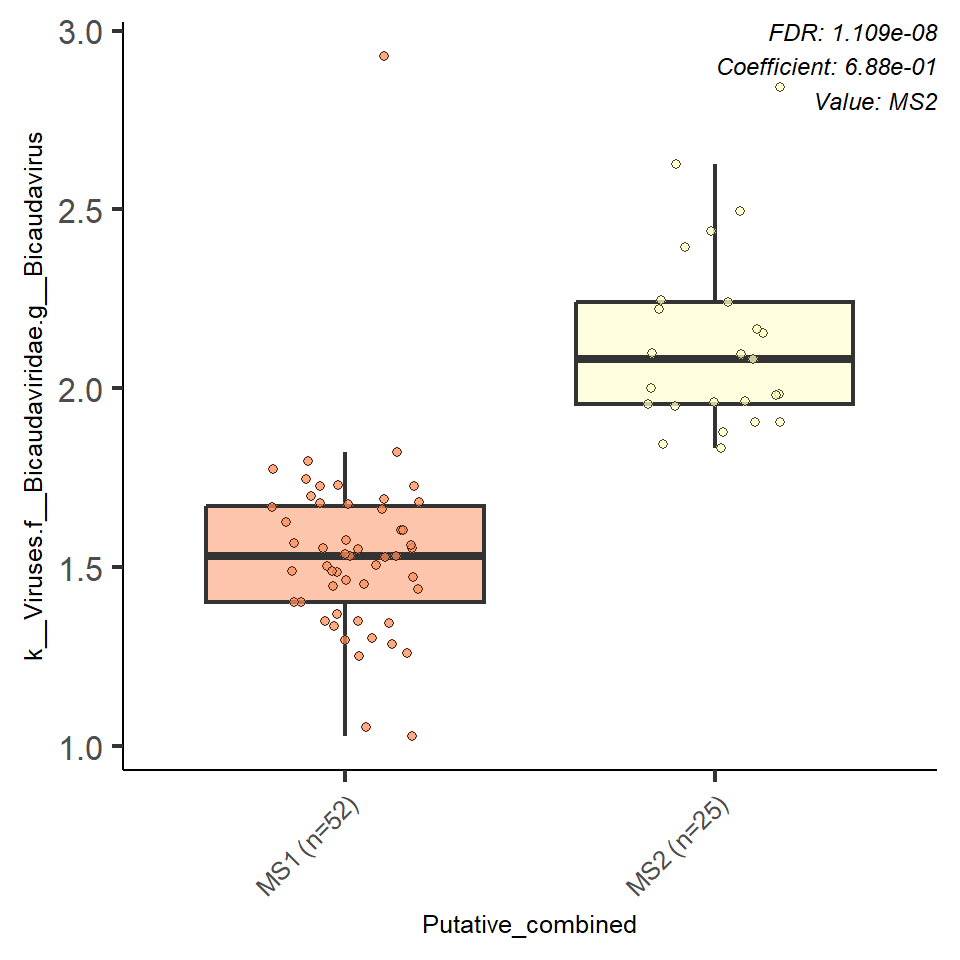 FDR: 1.109e-08
Coefficient: 6.88e-01
Value: MS2
k__Viruses.f__Bicaudaviridae.g__Bicaudavirus
3.0
2.5
2.0
1.5
1.0
MS1 (n=52)
MS2 (n=25)
Putative_combined